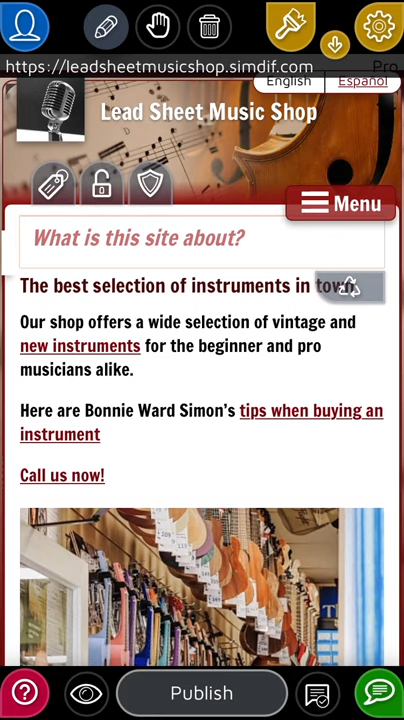 https://leadsheetmusicshop.simdif.com
Pro
English Español
Lead Sheet Music Shop
Menu
What is this site about?
The best selection of instruments in town
Our shop offers a wide selection of vintage and
new instruments for the beginner and pro
musicians alike.
Here are Bonnie Ward Simon's tips when buying an
instrument
Call us now!
Publish